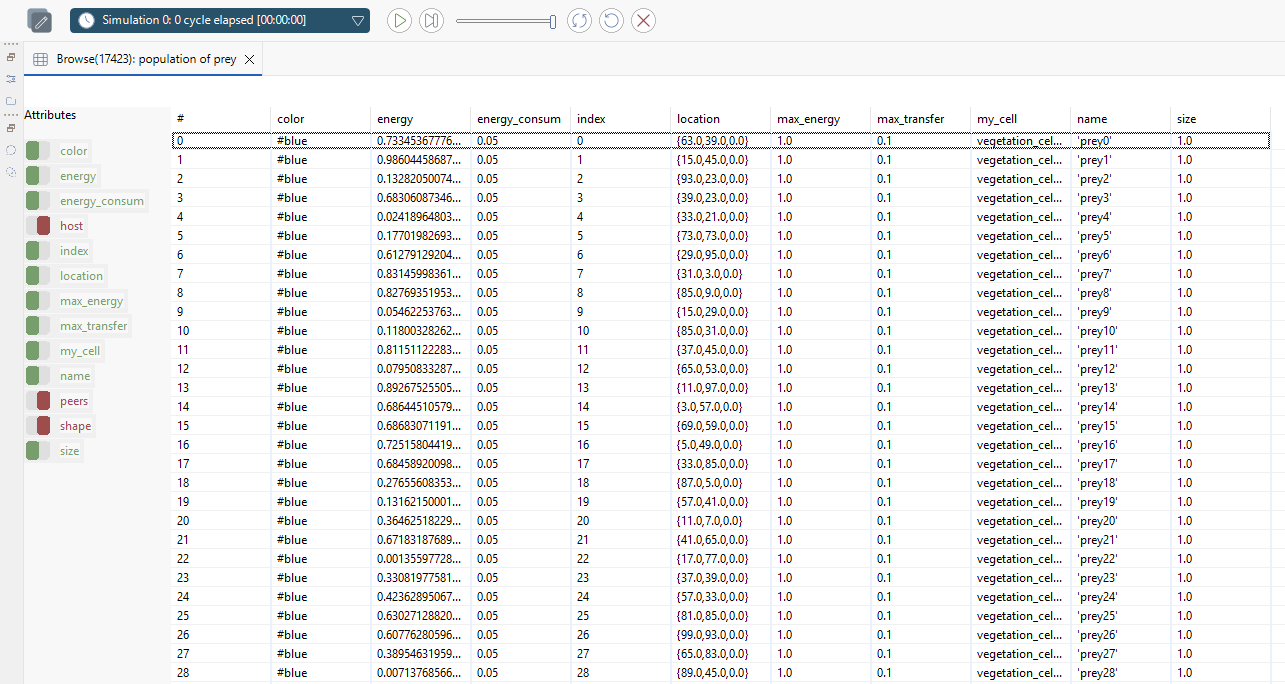 Simulation 0: 0 cycle elapsed [00:00:00]
Browse(17423): population of prey
Attributes
color
energy
energy_consum
host
index
location
max_energy
max_transfer
my_cell
name
peers
shape
size
# color energy energy_consum index location max_energy max_transfer my_cell name size
0 #blue 0.73345367776... 0.05 0 {63.0,39.0,0.0} 1.0 0.1 vegetation_cel... 'prey0' 1.0
1 #blue 0.98604458687... 0.05 1 {15.0,45.0,0.0} 1.0 0.1 vegetation_cel... 'prey1' 1.0
2 #blue 0.13282050074... 0.05 2 {93.0,23.0,0.0} 1.0 0.1 vegetation_cel... 'prey2' 1.0
3 #blue 0.68306087346... 0.05 3 {39.0,23.0,0.0} 1.0 0.1 vegetation_cel... 'prey3' 1.0
4 #blue 0.02418964803... 0.05 4 {33.0,21.0,0.0} 1.0 0.1 vegetation_cel... 'prey4' 1.0
5 #blue 0.17701982693... 0.05 5 {73.0,73.0,0.0} 1.0 0.1 vegetation_cel... 'prey5' 1.0
6 #blue 0.61279129204... 0.05 6 {29.0,95.0,0.0} 1.0 0.1 vegetation_cel... 'prey6' 1.0
7 #blue 0.83145998361... 0.05 7 {31.0,3.0,0.0} 1.0 0.1 vegetation_cel... 'prey7' 1.0
8 #blue 0.82769351953... 0.05 8 {85.0,9.0,0.0} 1.0 0.1 vegetation_cel... 'prey8' 1.0
9 #blue 0.05462253763... 0.05 9 {15.0,29.0,0.0} 1.0 0.1 vegetation_cel... 'prey9' 1.0
10 #blue 0.11800328262... 0.05 10 {85.0,31.0,0.0} 1.0 0.1 vegetation_cel... 'prey10' 1.0
11 #blue 0.81151122283... 0.05 11 {37.0,45.0,0.0} 1.0 0.1 vegetation_cel... 'prey11' 1.0
12 #blue 0.07950833287... 0.05 12 {65.0,53.0,0.0} 1.0 0.1 vegetation_cel... 'prey12' 1.0
13 #blue 0.89267525505... 0.05 13 {11.0,97.0,0.0} 1.0 0.1 vegetation_cel... 'prey13' 1.0
14 #blue 0.68644510579... 0.05 14 {3.0,57.0,0.0} 1.0 0.1 vegetation_cel... 'prey14' 1.0
15 #blue 0.68683071191... 0.05 15 {69.0,59.0,0.0} 1.0 0.1 vegetation_cel... 'prey15' 1.0
16 #blue 0.72515804419... 0.05 16 {5.0,49.0,0.0} 1.0 0.1 vegetation_cel... 'prey16' 1.0
17 #blue 0.68458920098... 0.05 17 {33.0,85.0,0.0} 1.0 0.1 vegetation_cel... 'prey17' 1.0
18 #blue 0.27655608353... 0.05 18 {87.0,5.0,0.0} 1.0 0.1 vegetation_cel... 'prey18' 1.0
19 #blue 0.13162150001... 0.05 19 {57.0,41.0,0.0} 1.0 0.1 vegetation_cel... 'prey19' 1.0
20 #blue 0.36462518229... 0.05 20 {11.0,7.0,0.0} 1.0 0.1 vegetation_cel... 'prey20' 1.0
21 #blue 0.67183187689... 0.05 21 {41.0,65.0,0.0} 1.0 0.1 vegetation_cel... 'prey21' 1.0
22 #blue 0.00135597728... 0.05 22 {17.0,77.0,0.0} 1.0 0.1 vegetation_cel... 'prey22' 1.0
23 #blue 0.33081977581... 0.05 23 {37.0,39.0,0.0} 1.0 0.1 vegetation_cel... 'prey23' 1.0
24 #blue 0.42362895067... 0.05 24 {57.0,33.0,0.0} 1.0 0.1 vegetation_cel... 'prey24' 1.0
25 #blue 0.63027128820... 0.05 25 {81.0,85.0,0.0} 1.0 0.1 vegetation_cel... 'prey25' 1.0
26 #blue 0.60776280596... 0.05 26 {99.0,93.0,0.0} 1.0 0.1 vegetation_cel... 'prey26' 1.0
27 #blue 0.38954631959... 0.05 27 {65.0,83.0,0.0} 1.0 0.1 vegetation_cel... 'prey27' 1.0
28 #blue 0.00713768566... 0.05 28 {89.0,45.0,0.0} 1.0 0.1 vegetation_cel... 'prey28' 1.0